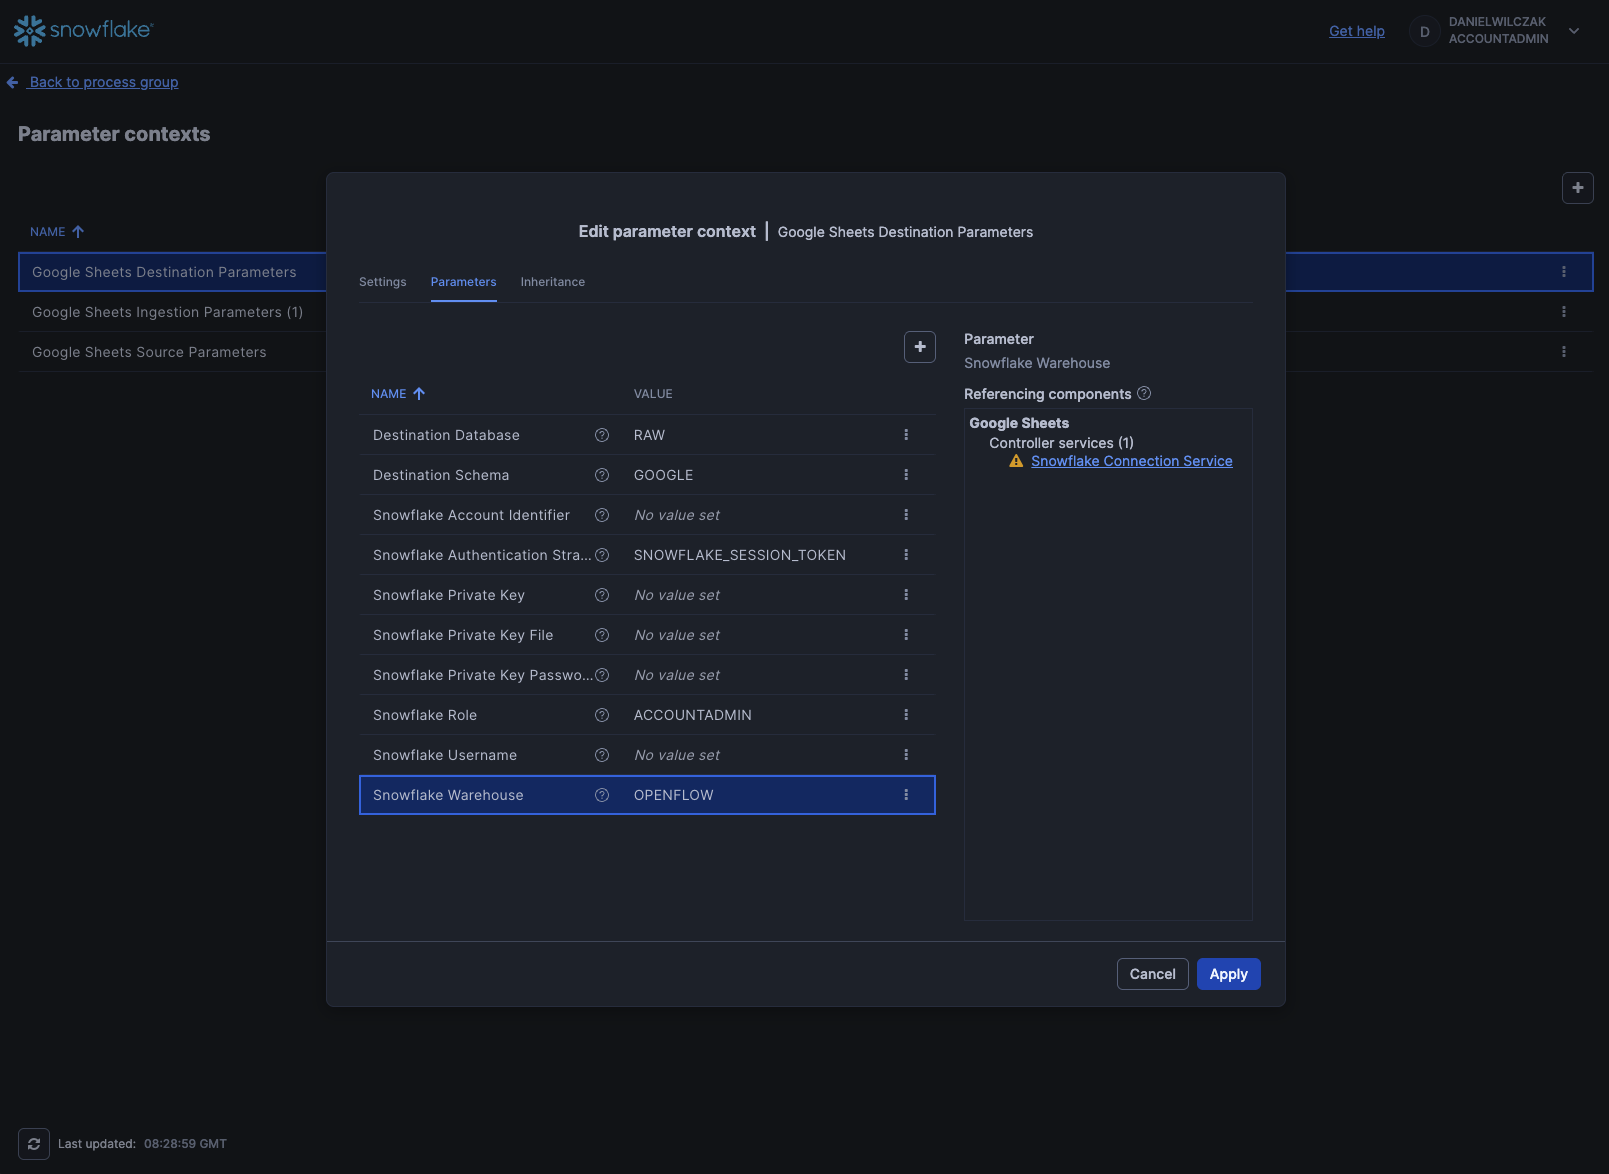 snowflake
Get help
D
DANIELWILCZAK
ACCOUNTADMIN
Back to process group
Parameter contexts
NAME
Google Sheets Destination Parameters
Google Sheets Ingestion Parameters (1)
Google Sheets Source Parameters
Edit parameter context | Google Sheets Destination Parameters
Settings Parameters Inheritance
NAME VALUE
Destination Database RAW
Destination Schema GOOGLE
Snowflake Account Identifier No value set
Snowflake Authentication Stra... SNOWFLAKE_SESSION_TOKEN
Snowflake Private Key No value set
Snowflake Private Key File No value set
Snowflake Private Key Passwo... No value set
Snowflake Role ACCOUNTADMIN
Snowflake Username No value set
Snowflake Warehouse OPENFLOW
Parameter
Snowflake Warehouse
Referencing components
Google Sheets
Controller services (1)
Snowflake Connection Service
Cancel Apply
Last updated: 08:28:59 GMT